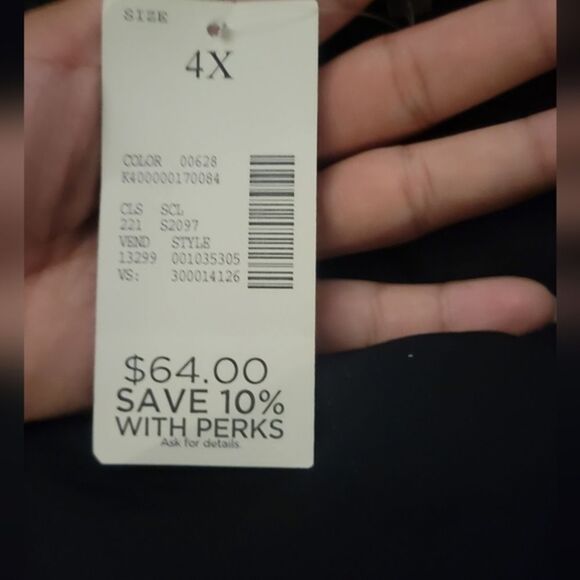 SIZE
4X
COLOR 00628
K400000170084
CLS SCL
221 S2097
VEND STYLE
13299 001035305
VS: 300014126
$64.00
SAVE 10%
WITH PERKS
Ask for details.